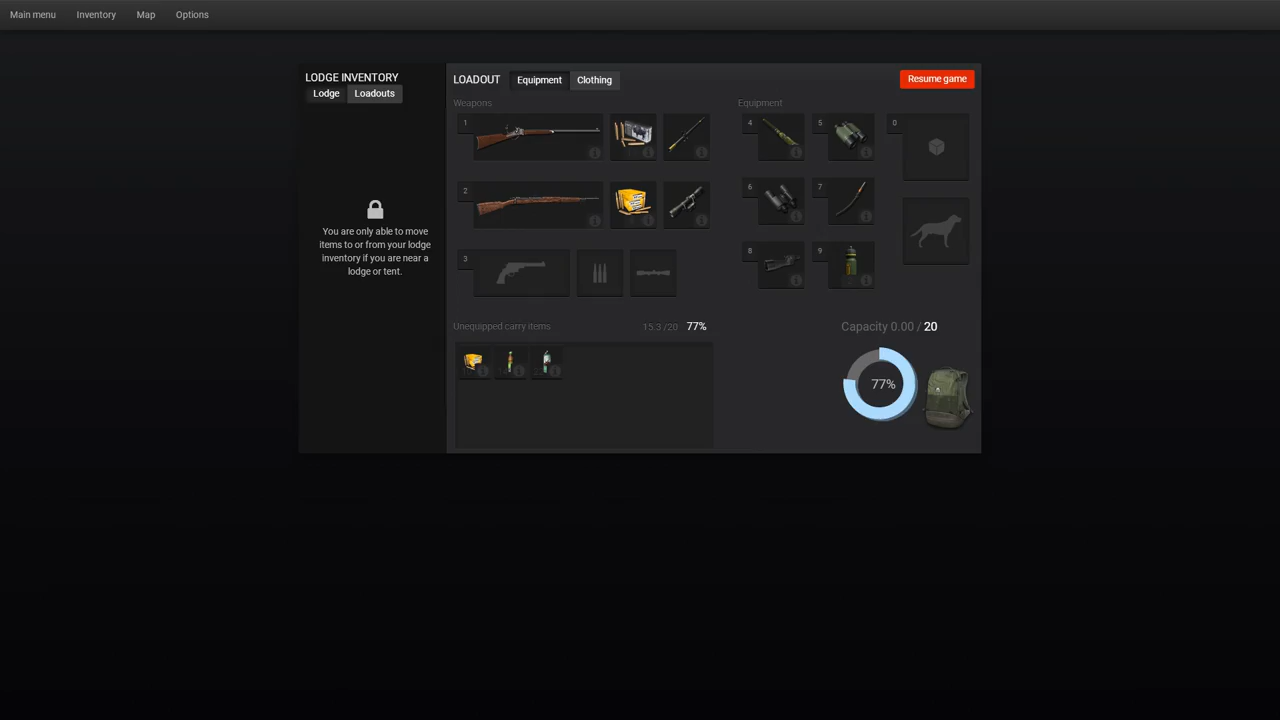 Main menu Inventory Map Options
LODGE INVENTORY
Lodge Loadouts
You are only able to move
items to or from your lodge
inventory if you are near a
lodge or tent.
LOADOUT Equipment Clothing Resume game
Weapons Equipment
1 4 5 0
2 6 7
3 8 9
Unequipped carry items 15.3 /20 77% Capacity 0.00 / 20
77%